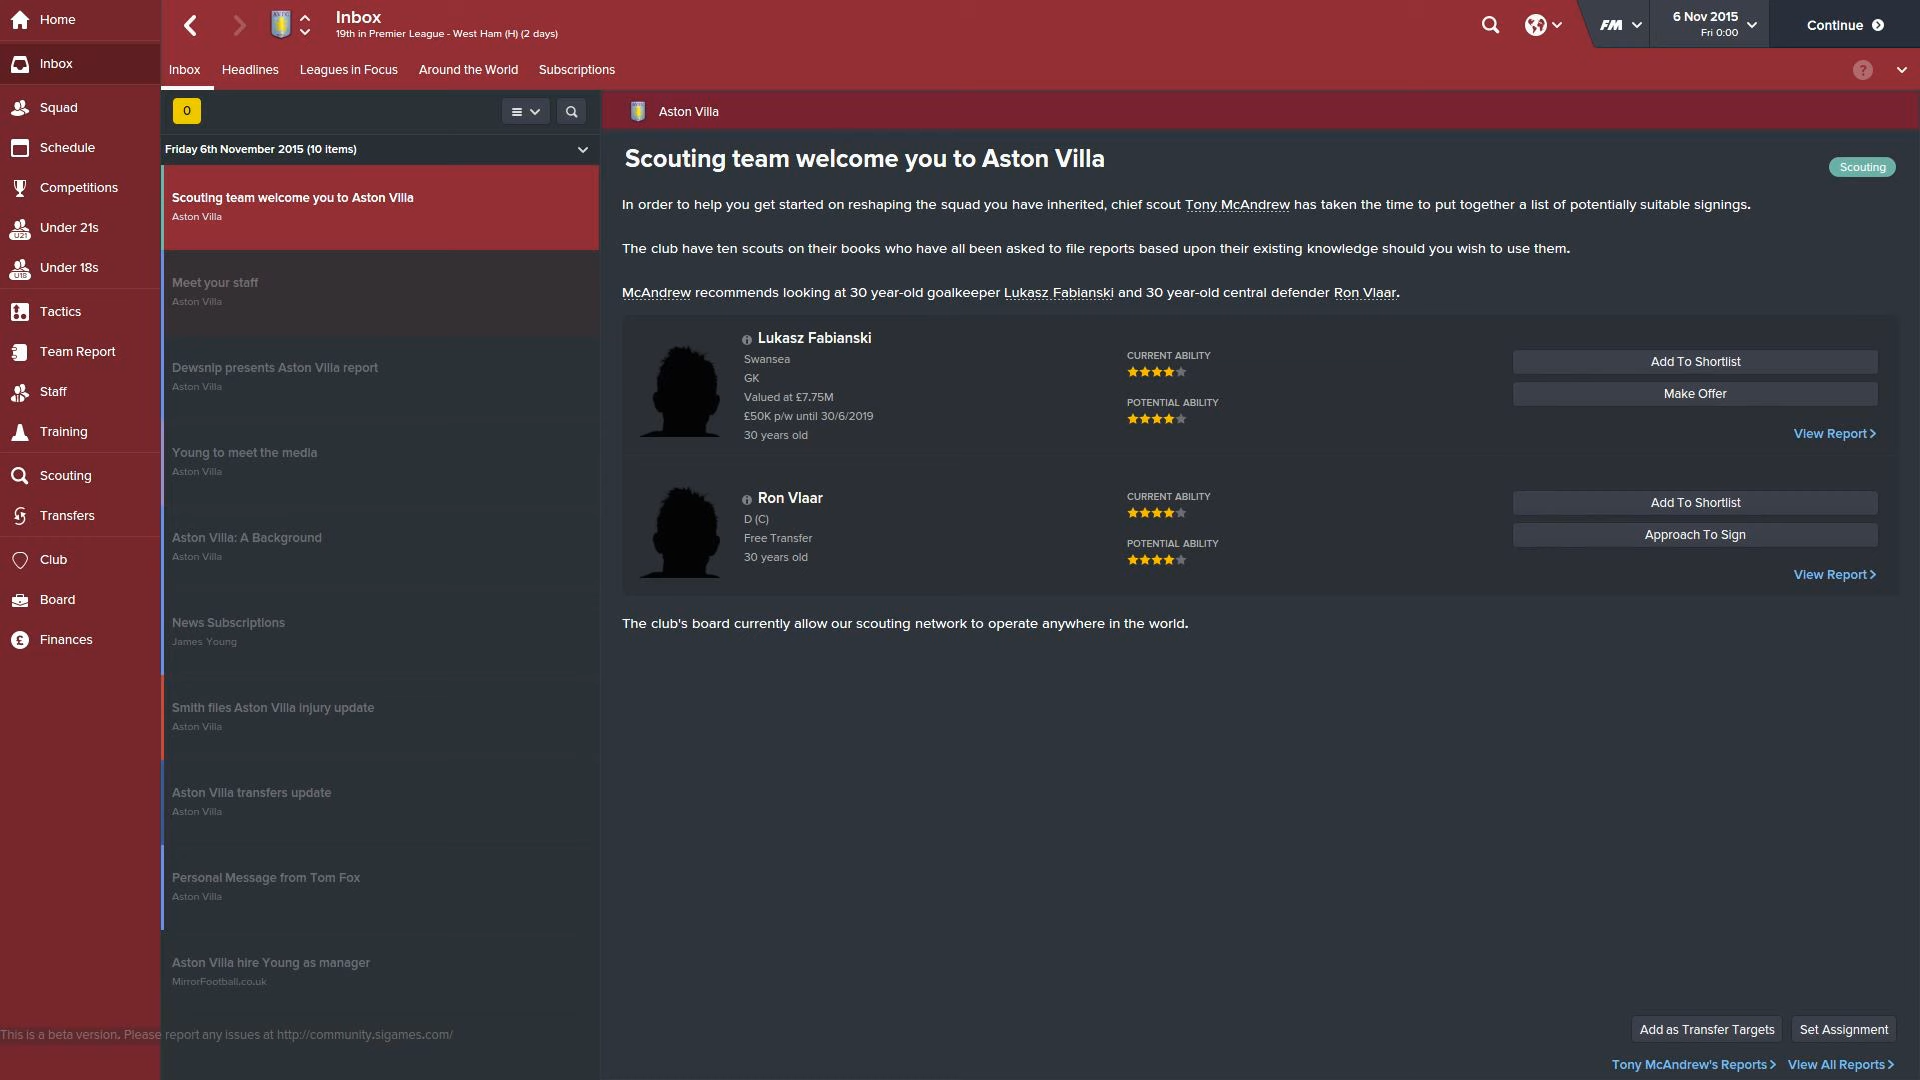 Home
Inbox
Squad
Schedule
Competitions
Under 21s
U21
Under 18s
U18
Tactics
Team Report
Staff
Training
Scouting
Transfers
Club
Board
Finances
Inbox
19th in Premier League - West Ham (H) (2 days)
FM
6 Nov 2015
Fri 0:00
Continue
Inbox Headlines Leagues in Focus Around the World Subscriptions
?
0
Friday 6th November 2015 (10 items)
Scouting team welcome you to Aston Villa
Aston Villa
Meet your staff
Aston Villa
Dewsnip presents Aston Villa report
Aston Villa
Young to meet the media
Aston Villa
Aston Villa: A Background
Aston Villa
News Subscriptions
James Young
Smith files Aston Villa injury update
Aston Villa
Aston Villa transfers update
Aston Villa
Personal Message from Tom Fox
Aston Villa
Aston Villa hire Young as manager
MirrorFootball.co.uk
This is a beta version. Please report any issues at http://community.sigames.com/
Aston Villa
Scouting team welcome you to Aston Villa
Scouting
In order to help you get started on reshaping the squad you have inherited, chief scout Tony McAndrew has taken the time to put together a list of potentially suitable signings.
The club have ten scouts on their books who have all been asked to file reports based upon their existing knowledge should you wish to use them.
McAndrew recommends looking at 30 year-old goalkeeper Lukasz Fabianski and 30 year-old central defender Ron Vlaar.
Lukasz Fabianski
Swansea
GK
Valued at £7.75M
£50K p/w until 30/6/2019
30 years old
CURRENT ABILITY
POTENTIAL ABILITY
Add To Shortlist
Make Offer
View Report
Ron Vlaar
D (C)
Free Transfer
30 years old
CURRENT ABILITY
POTENTIAL ABILITY
Add To Shortlist
Approach To Sign
View Report
The club's board currently allow our scouting network to operate anywhere in the world.
Add as Transfer Targets
Set Assignment
Tony McAndrew's Reports
View All Reports